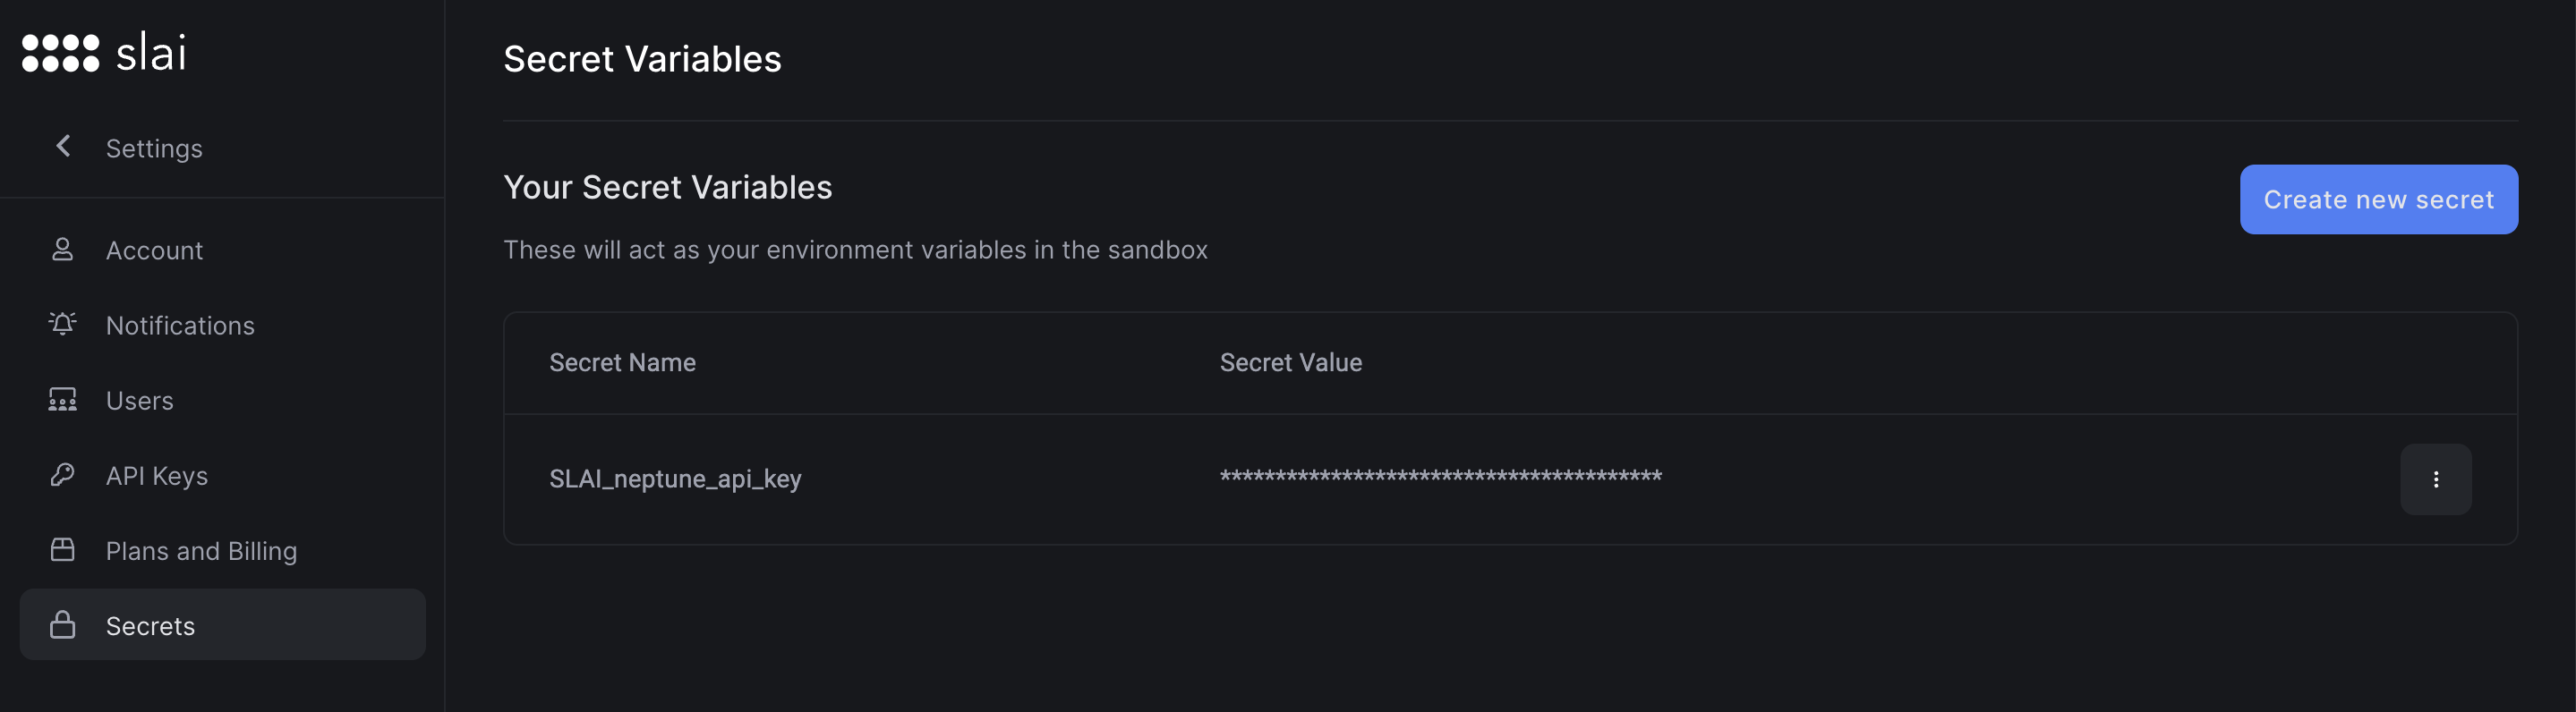 slai
Settings
Account
Notifications
Users
API Keys
Plans and Billing
Secrets
Secret Variables
Your Secret Variables
Create new secret
These will act as your environment variables in the sandbox
Secret Name Secret Value
SLAI_neptune_api_key ****************************************